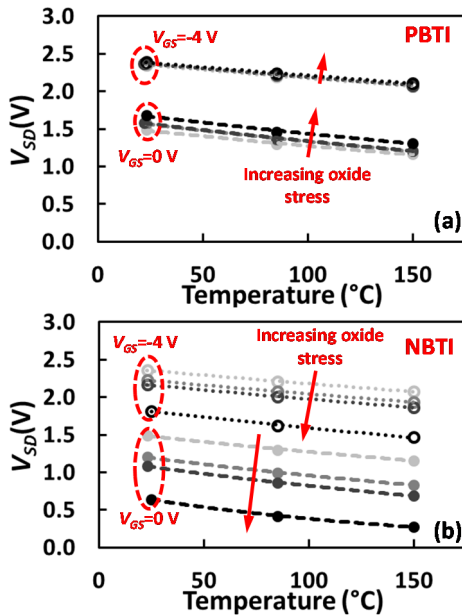 3.0
PBTI
V_GS=-4 V
2.5
2.0
V_SD(V)
1.5
1.0
V_GS=0 V
Increasing oxide
stress
0.5
0.0
(a)
0 50 100 150
Temperature (°C)
3.0
Increasing oxide
stress
NBTI
V_GS=-4 V
2.5
2.0
V_SD(V)
1.5
1.0
0.5
V_GS=0 V
0.0
(b)
0 50 100 150
Temperature (°C)